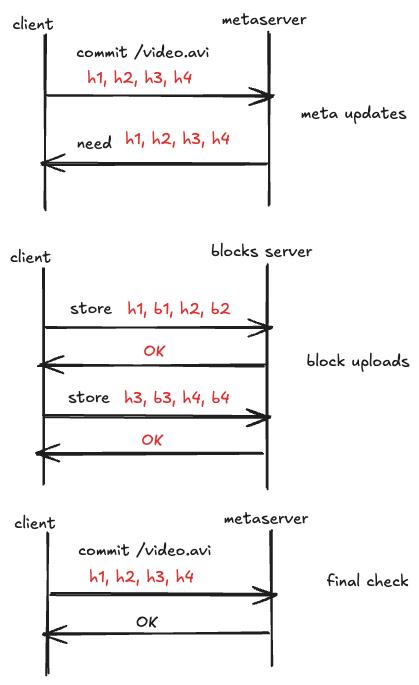 client
metaserver
commit /video.avi
h1, h2, h3, h4
meta updates
need h1, h2, h3, h4
client
blocks server
store h1, b1, h2, b2
OK
block uploads
store h3, b3, h4, b4
OK
client
metaserver
commit /video.avi
h1, h2, h3, h4
final check
OK